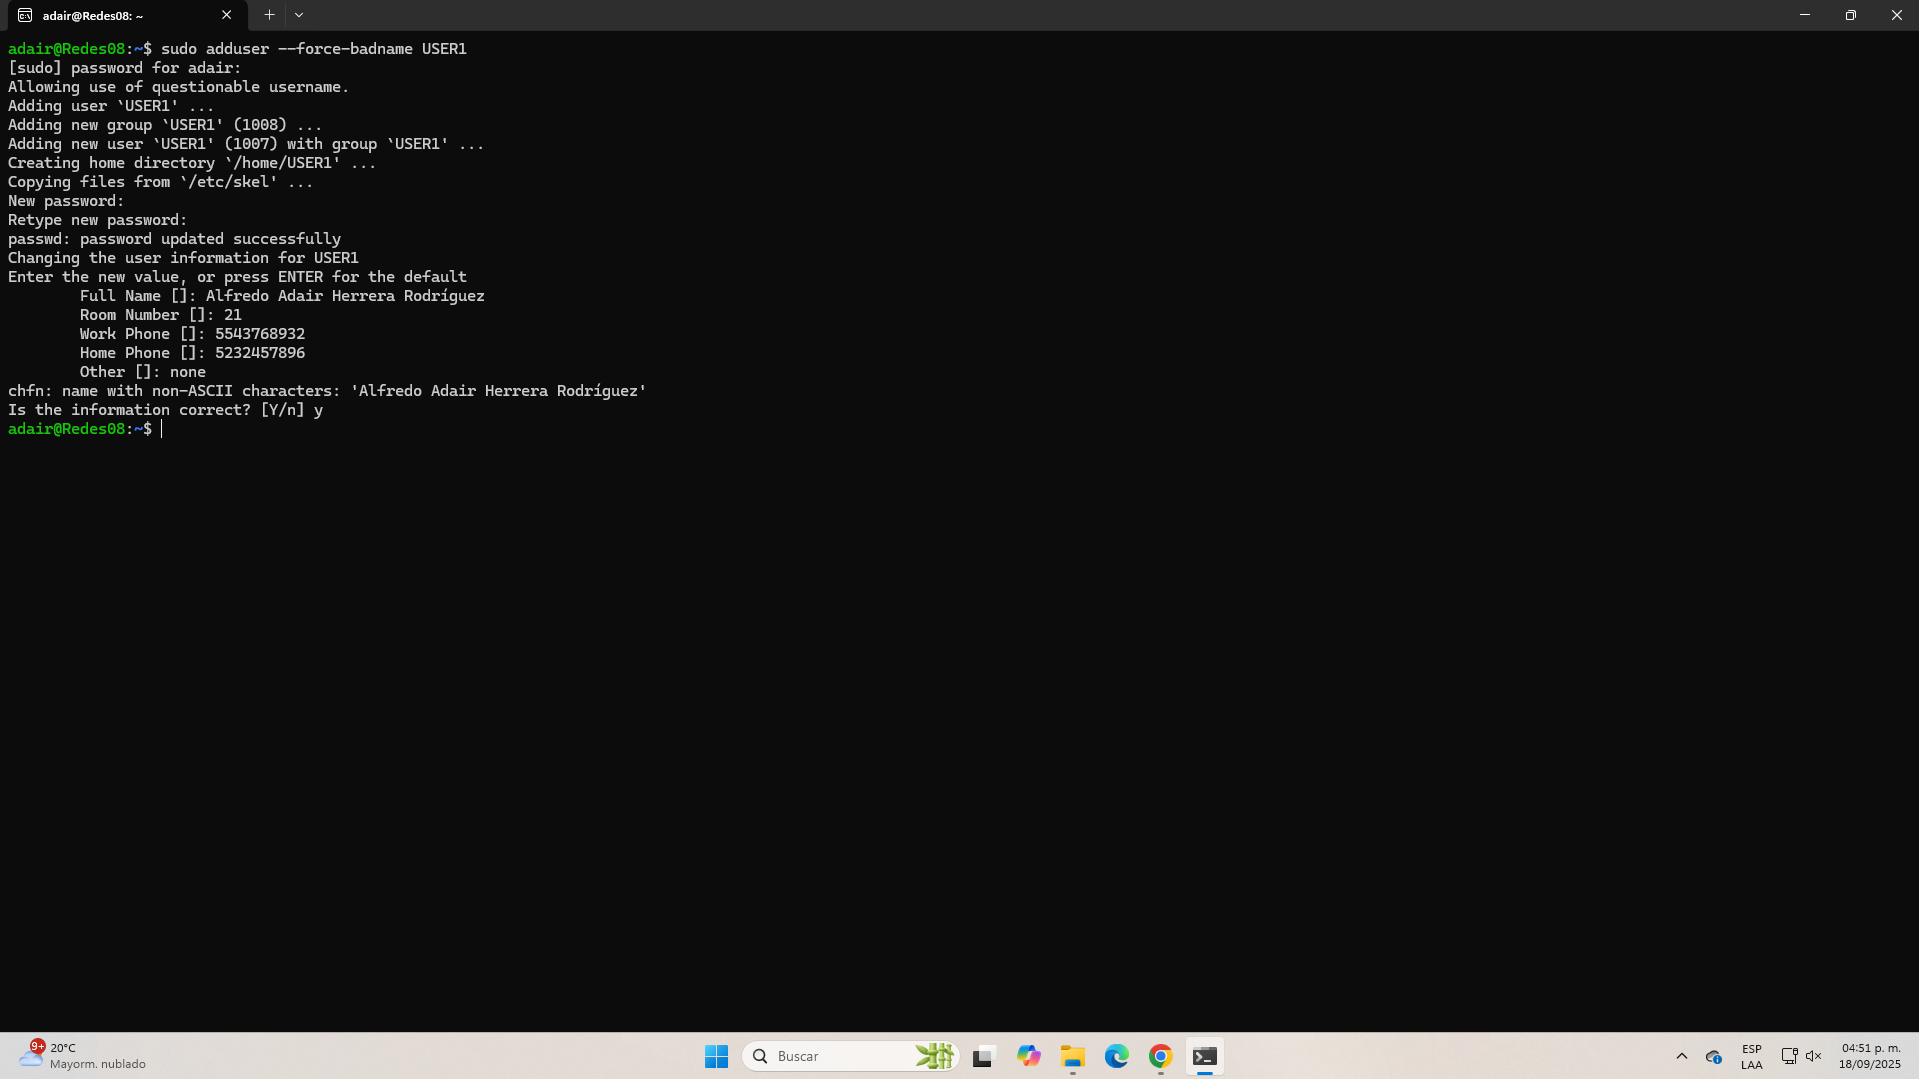 adair@Redes08: ~
adair@Redes08:~$ sudo adduser --force-badname USER1
[sudo] password for adair:
Allowing use of questionable username.
Adding user `USER1' ...
Adding new group `USER1' (1008) ...
Adding new user `USER1' (1007) with group `USER1' ...
Creating home directory `/home/USER1' ...
Copying files from `/etc/skel' ...
New password:
Retype new password:
passwd: password updated successfully
Changing the user information for USER1
Enter the new value, or press ENTER for the default
Full Name []: Alfredo Adair Herrera Rodríguez
Room Number []: 21
Work Phone []: 5543768932
Home Phone []: 5232457896
Other []: none
chfn: name with non-ASCII characters: 'Alfredo Adair Herrera Rodríguez'
Is the information correct? [Y/n] y
adair@Redes08:~$
9+
20°C
Mayorm. nublado
Buscar
ESP
LAA
04:51 p. m.
18/09/2025